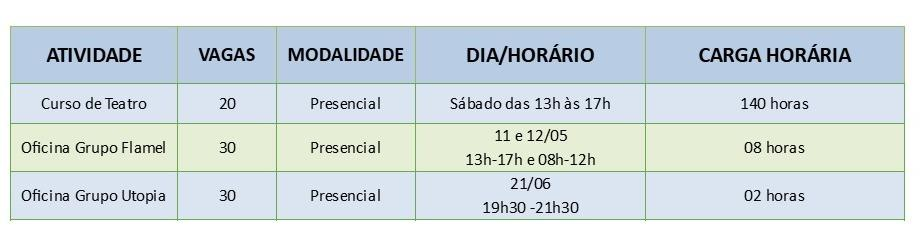 ATIVIDADE VAGAS MODALIDADE DIA/HORÁRIO CARGA HORÁRIA
Curso de Teatro 20 Presencial Sábado das 13h às 17h 140 horas
Oficina Grupo Flamel 30 Presencial 11 e 12/05 08 horas
13h-17h e 08h-12h
Oficina Grupo Utopia 30 Presencial 21/06 02 horas
19h30 -21h30